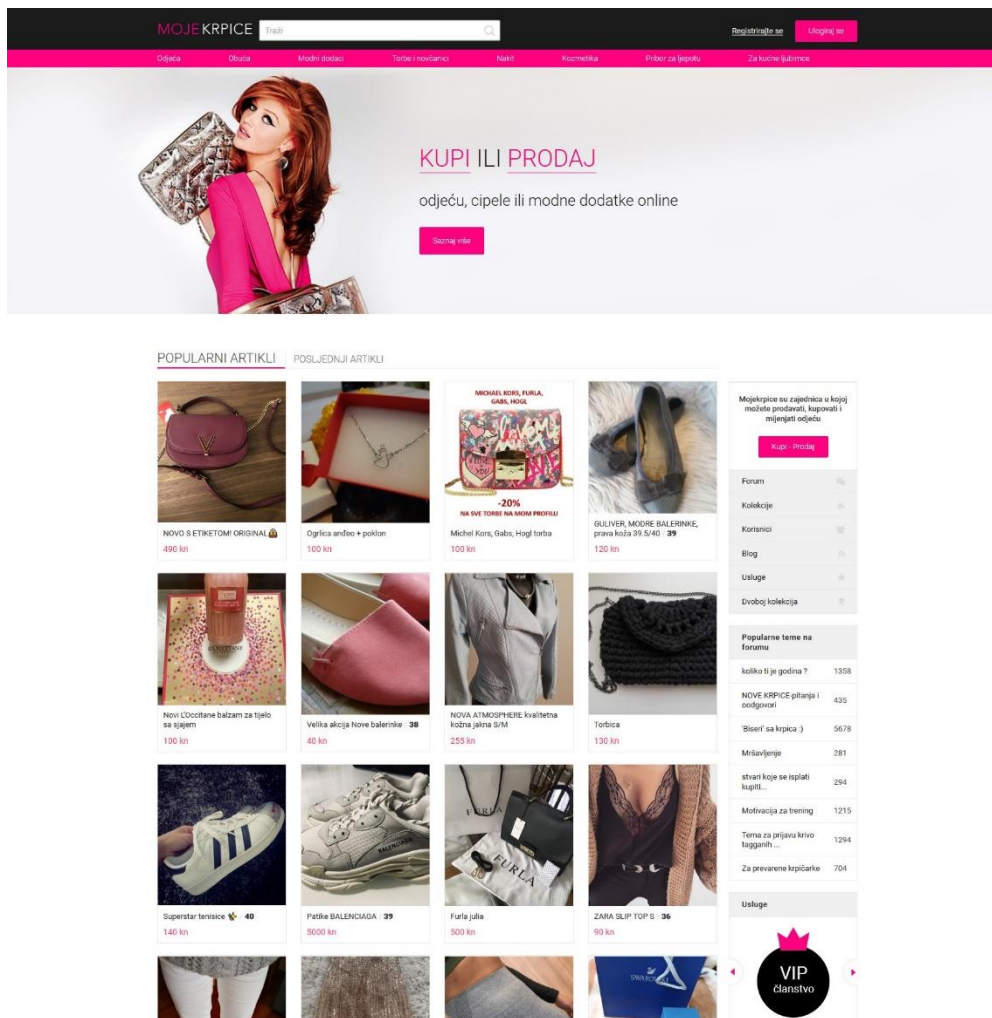 MOJEKRPICE
Traži
Registrirajte se
Ulogiraj se
Odjeća Obuća Modni dodaci Torbe i novčanici Nakit Kozmetika Pribor za ljepotu Za kućne ljubimce
KUPI ILI PRODAJ
odjeću, cipele ili modne dodatke online
Saznaj više
POPULARNI ARTIKLI
POSLJEDNJI ARTIKLI
NOVO S ETIKETOM! ORIGINAL
490 kn
Ogrlica anđeo + poklon
100 kn
MICHAEL KORS, FURLA,
GABS, HOGL
-20%
NA SVE TORBE NA MOM PROFILU
Michel Kors, Gabs, Hogl torba
100 kn
GULIVER, MODRE BALERINKE,
prava koža 39.5/40 / 39
120 kn
L'OCCITANE
Novi L'Occitane balzam za tijelo
sa sjajem
100 kn
Velika akcija Nove balerinke / 38
40 kn
NOVA ATMOSPHERE kvalitetna
kožna jakna S/M
255 kn
Torbica
130 kn
Superstar tenisice / 40
140 kn
BALENCIAGA
Patike BALENCIAGA / 39
5000 kn
FURLA
FURLA
Furla julia
500 kn
ZARA SLIP TOP S / 36
90 kn
SWAROVSKI
Mojekrpice su zajednica u kojoj
možete prodavati, kupovati i
mijenjati odjeću
Kupi - Prodaj
Forum
Kolekcije
Korisnici
Blog
Usluge
Dvoboj kolekcija
Popularne teme na
forumu
koliko ti je godina ? 1358
NOVE KRPICE-pitanja i
oodgovori 435
'Biseri' sa krpica :) 5678
Mršavljenje 281
stvari koje se isplati
kupiti... 294
Motivacija za trening 1215
Tema za prijavu krivo
tagganih ... 1294
Za prevarene krpičarke 704
Usluge
VIP
članstvo